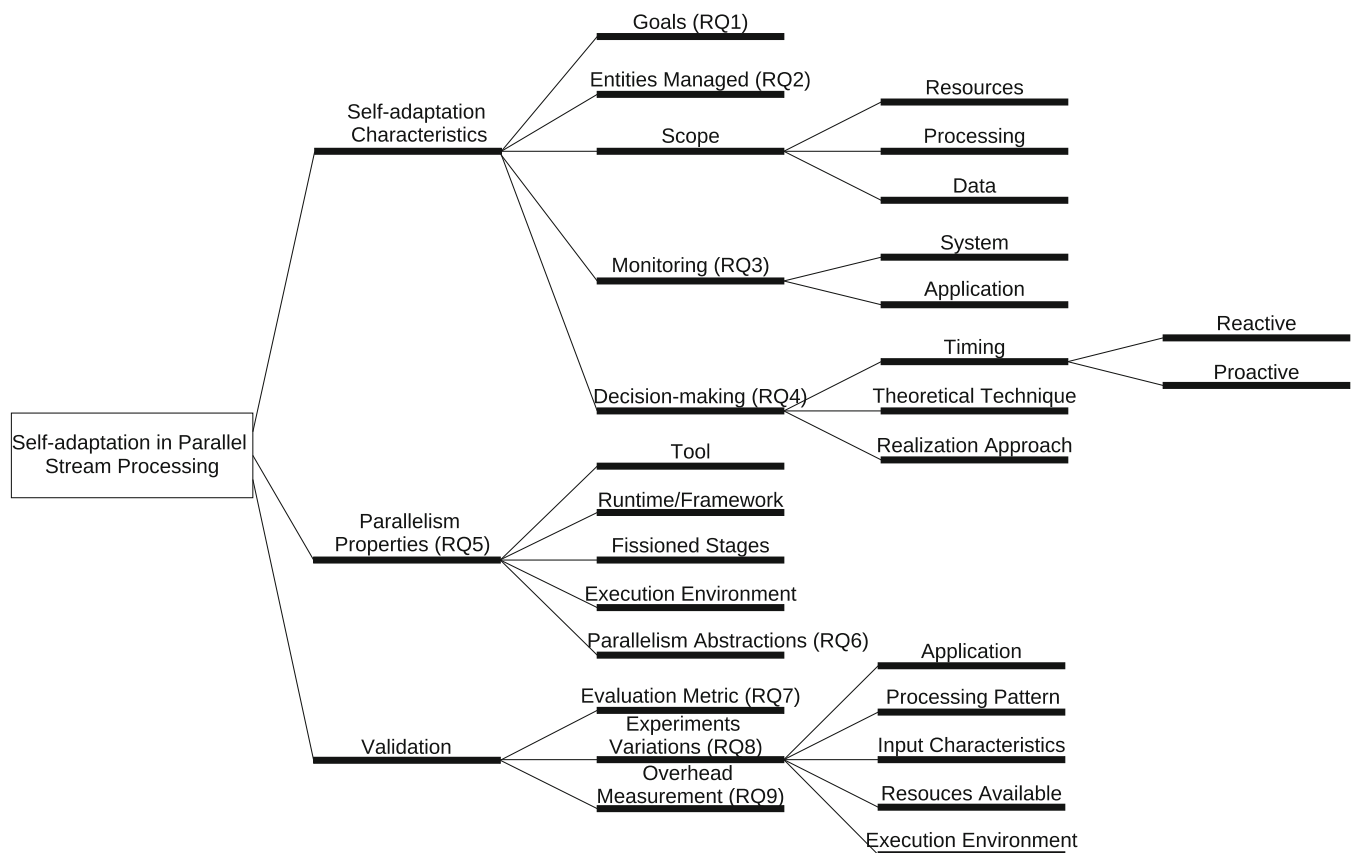 Self-adaptation in Parallel
Stream Processing
Self-adaptation
Characteristics
Goals (RQ1)
Entities Managed (RQ2)
Scope
Resources
Processing
Data
Monitoring (RQ3)
System
Application
Decision-making (RQ4)
Timing
Reactive
Proactive
Theoretical Technique
Realization Approach
Parallelism
Properties (RQ5)
Tool
Runtime/Framework
Fissioned Stages
Execution Environment
Parallelism Abstractions (RQ6)
Validation
Evaluation Metric (RQ7)
Experiments
Variations (RQ8)
Application
Processing Pattern
Input Characteristics
Resouces Available
Execution Environment
Overhead
Measurement (RQ9)